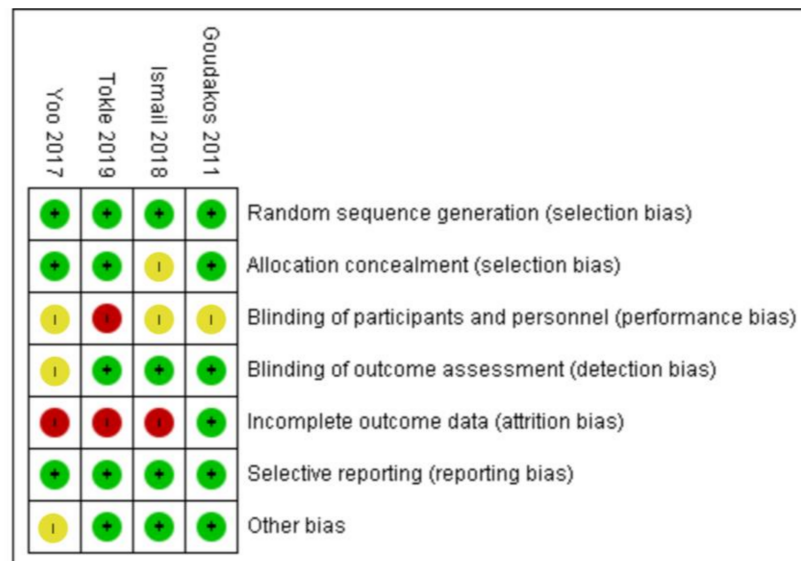 Yoo 2017
Tokle 2019
Ismail 2018
Goudakos 2011
Random sequence generation (selection bias)
Allocation concealment (selection bias)
Blinding of participants and personnel (performance bias)
Blinding of outcome assessment (detection bias)
Incomplete outcome data (attrition bias)
Selective reporting (reporting bias)
Other bias